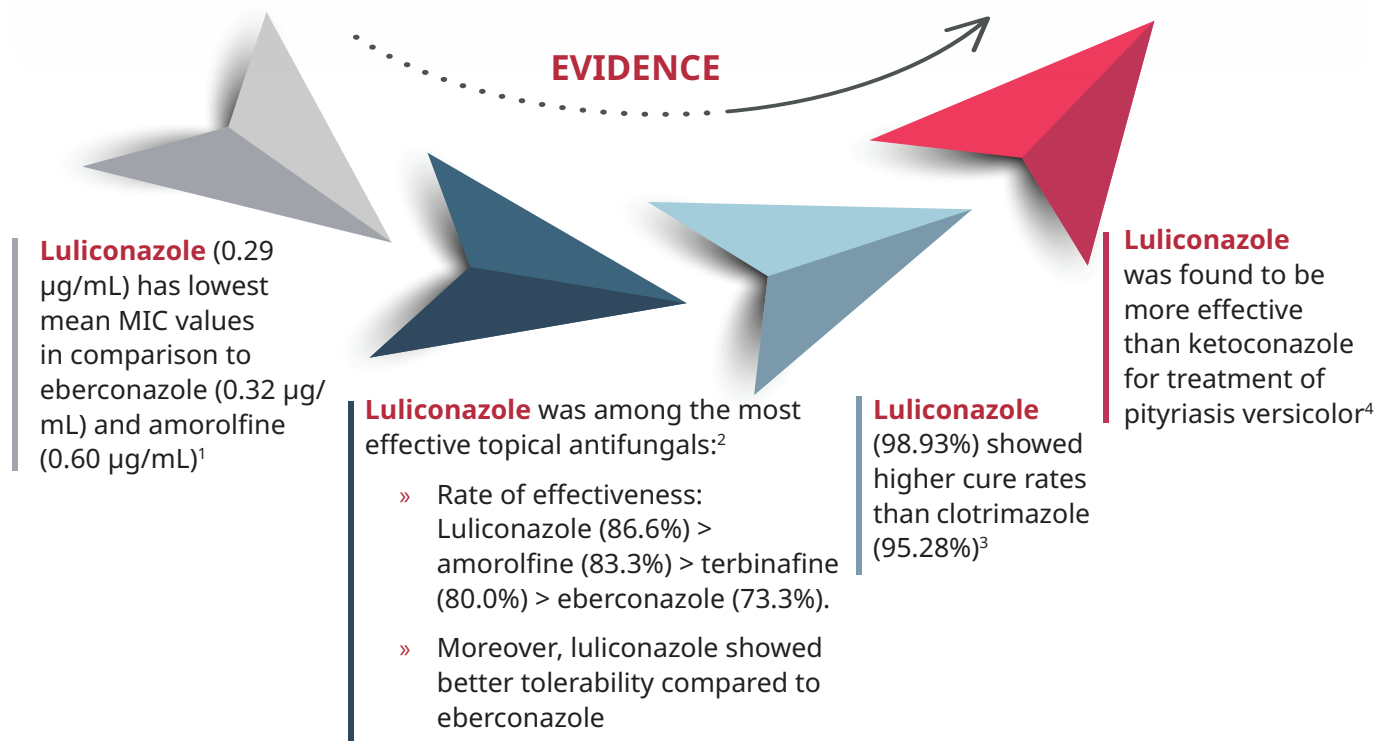 EVIDENCE
Luliconazole (0.29
µg/mL) has lowest
mean MIC values
in comparison to
eberconazole (0.32 µg/
mL) and amorolfine
(0.60 µg/mL)¹
Luliconazole was among the most
effective topical antifungals:²
» Rate of effectiveness:
Luliconazole (86.6%) >
amorolfine (83.3%) > terbinafine
(80.0%) > eberconazole (73.3%).
» Moreover, luliconazole showed
better tolerability compared to
eberconazole
Luliconazole
(98.93%) showed
higher cure rates
than clotrimazole
(95.28%)³
Luliconazole
was found to be
more effective
than ketoconazole
for treatment of
pityriasis versicolor⁴